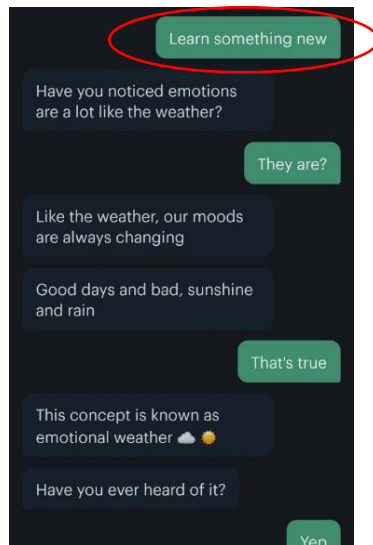 Learn something new
Have you noticed emotions
are a lot like the weather?
They are?
Like the weather, our moods
are always changing
Good days and bad, sunshine
and rain
That's true
This concept is known as
emotional weather ☁️ ☀️
Have you ever heard of it?
Yep